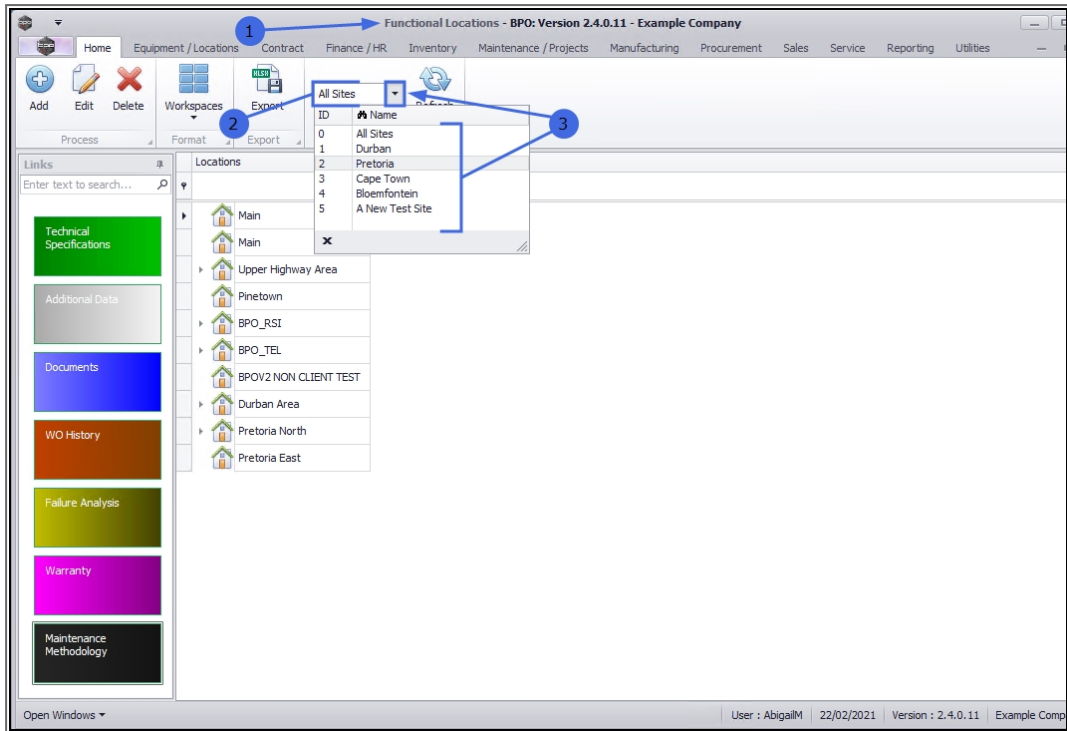 BPO
Functional Locations - BPO: Version 2.4.0.11 - Example Company
1
Home Equipment / Locations Contract Finance / HR Inventory Maintenance / Projects Manufacturing Procurement Sales Service Reporting Utilities
XLSX
All Sites
Add Edit Delete Workspaces Export Refresh
2
3
Process Format Export
ID Name
0 All Sites
1 Durban
2 Pretoria
3 Cape Town
4 Bloemfontein
5 A New Test Site
Links
Enter text to search...
Locations
Technical
Specifications
Additional Data
Documents
WO History
Failure Analysis
Warranty
Maintenance
Methodology
Main
Main
Upper Highway Area
Pinetown
BPO_RSI
BPO_TEL
BPOV2 NON CLIENT TEST
Durban Area
Pretoria North
Pretoria East
Open Windows
User : AbigailM 22/02/2021 Version : 2.4.0.11 Example Comp